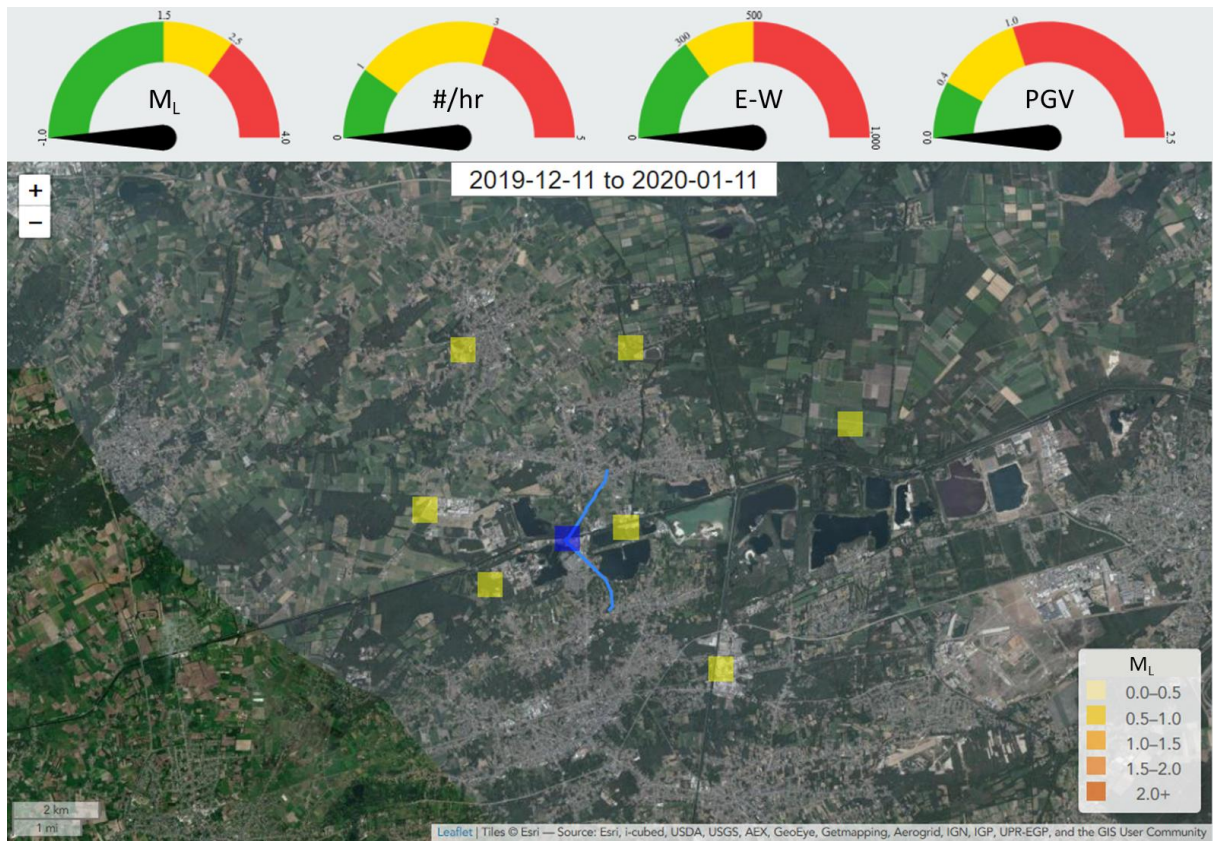 1.5
2.5
-1.0
4.0
M_L
1
3
0
5
#/hr
300
500
0
1,000
E-W
0.4
1.0
0.0
2.5
PGV
+
−
2019-12-11 to 2020-01-11
M_L
0.0–0.5
0.5–1.0
1.0–1.5
1.5–2.0
2.0+
2 km
1 mi
Leaflet | Tiles © Esri — Source: Esri, i-cubed, USDA, USGS, AEX, GeoEye, Getmapping, Aerogrid, IGN, IGP, UPR-EGP, and the GIS User Community